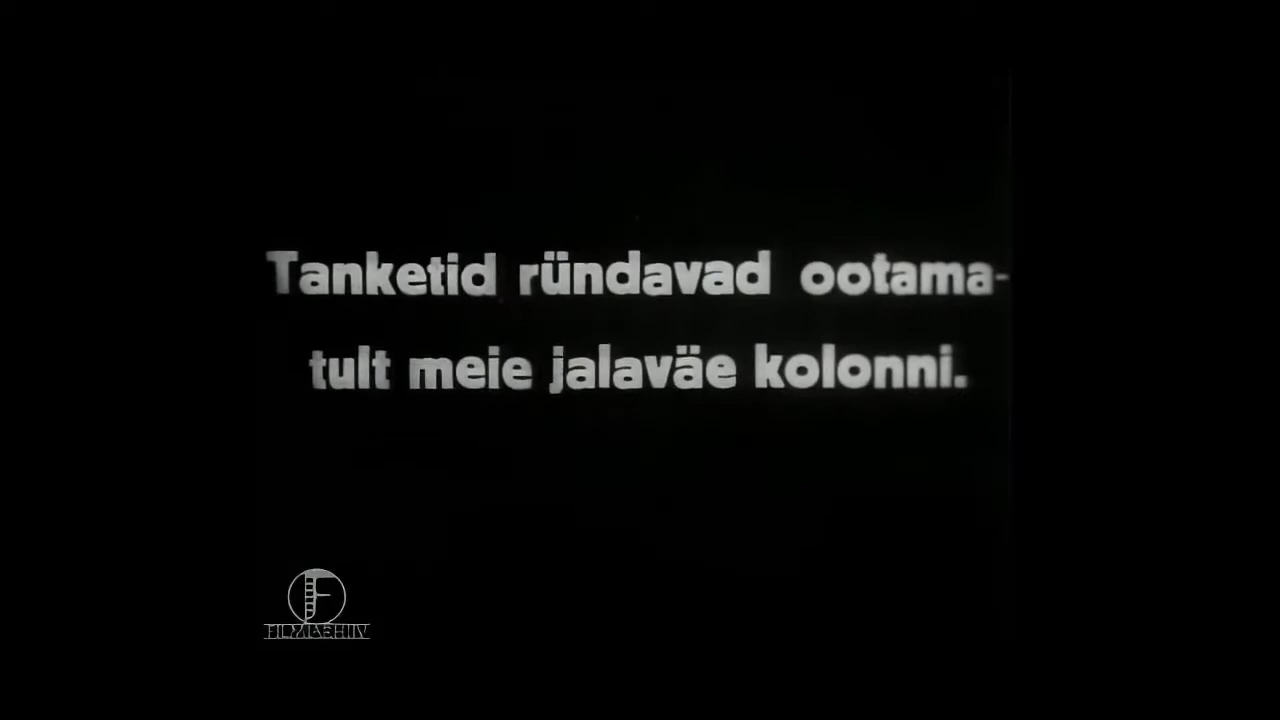 Tanketid ründavad ootama-
tult meie jalaväe kolonni.
FILMIARHIIV